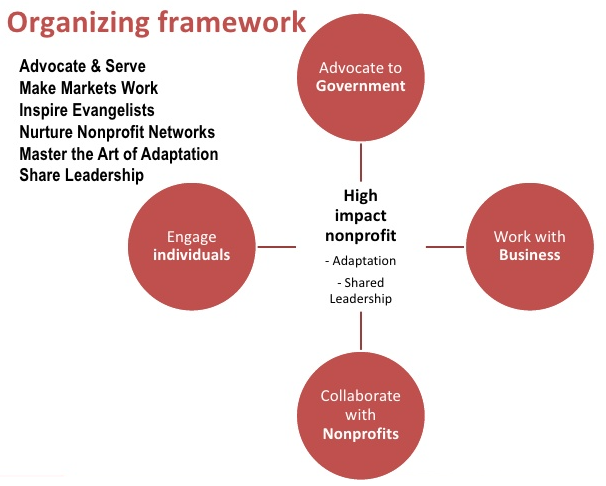 Organizing framework
Advocate & Serve
Make Markets Work
Inspire Evangelists
Nurture Nonprofit Networks
Master the Art of Adaptation
Share Leadership
Advocate to
Government
Engage
individuals
High
impact
nonprofit
- Adaptation
- Shared
Leadership
Work with
Business
Collaborate
with
Nonprofits